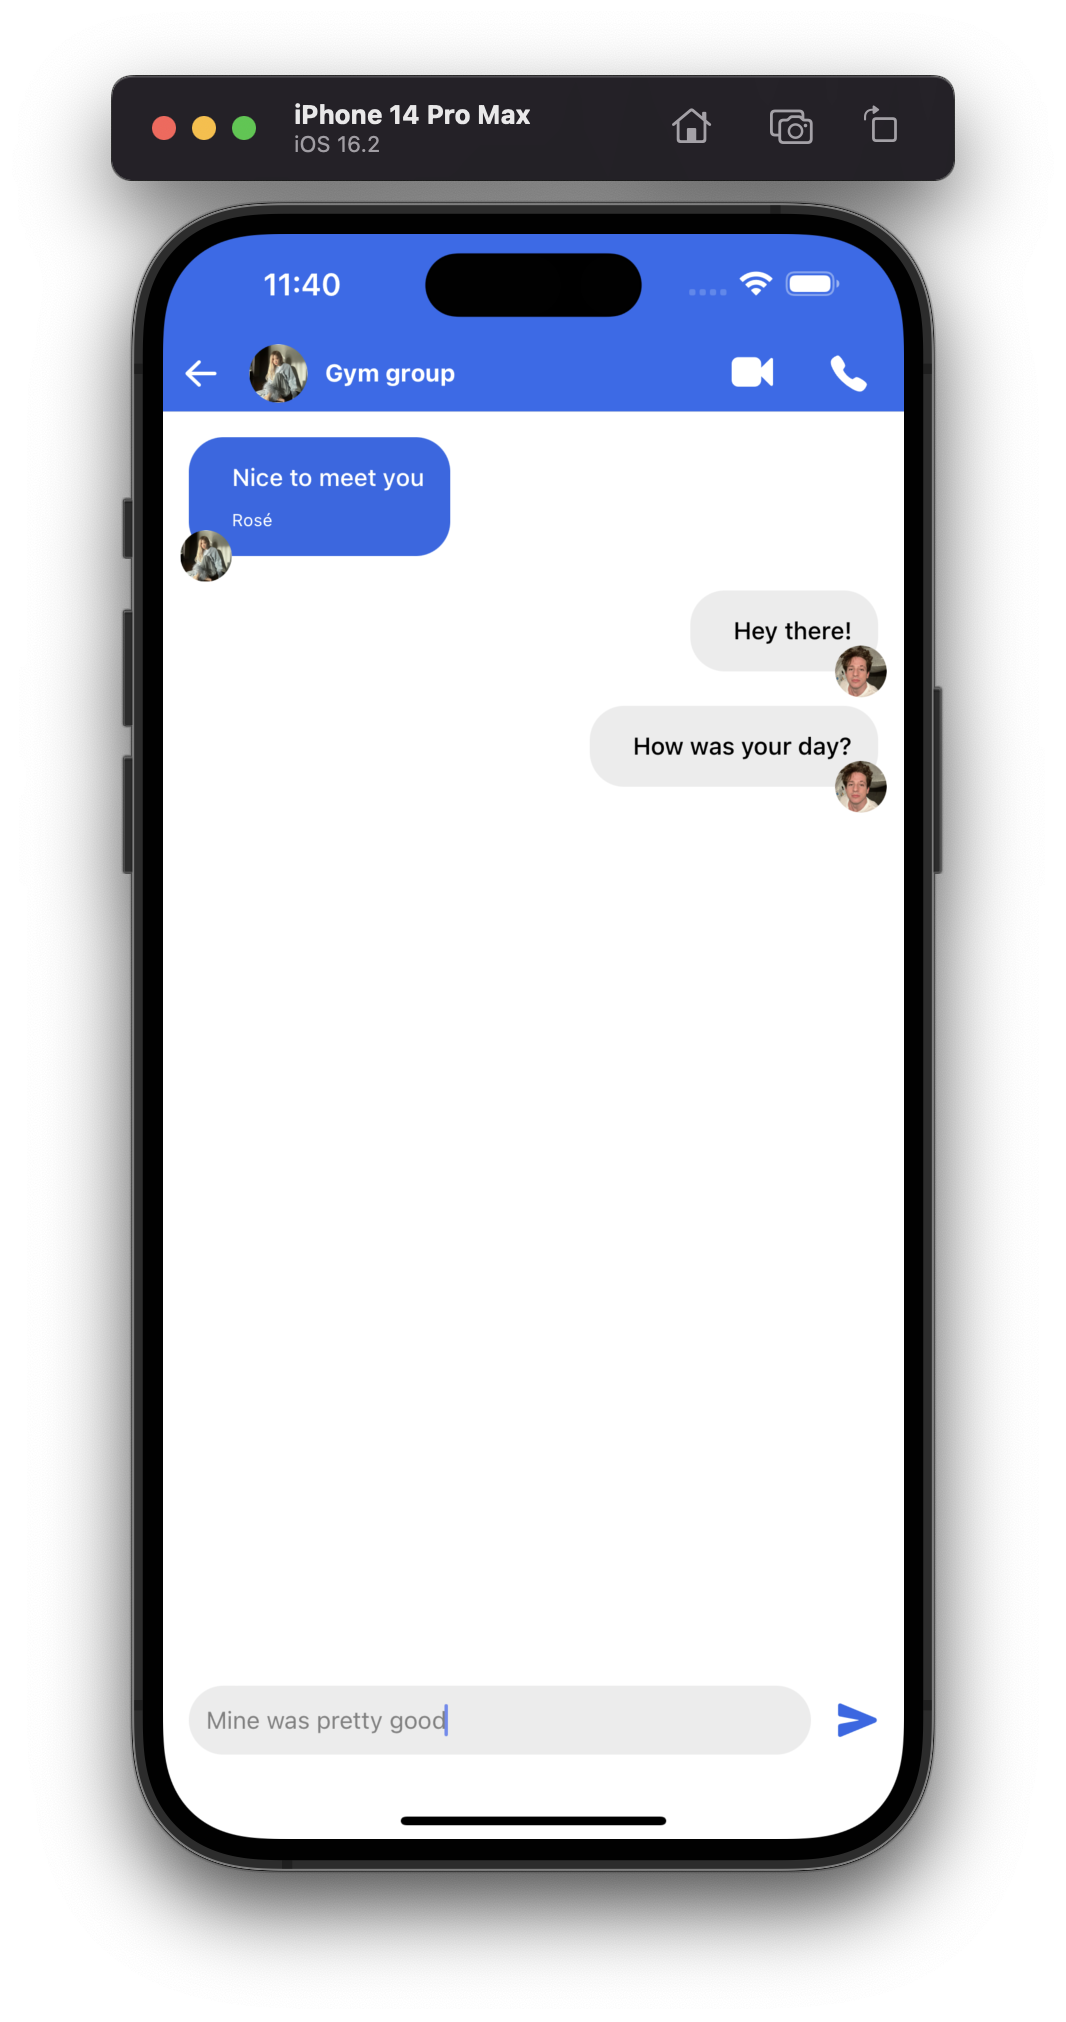 iPhone 14 Pro Max
iOS 16.2
11:40
Gym group
Nice to meet you
Rosé
Hey there!
How was your day?
Mine was pretty good